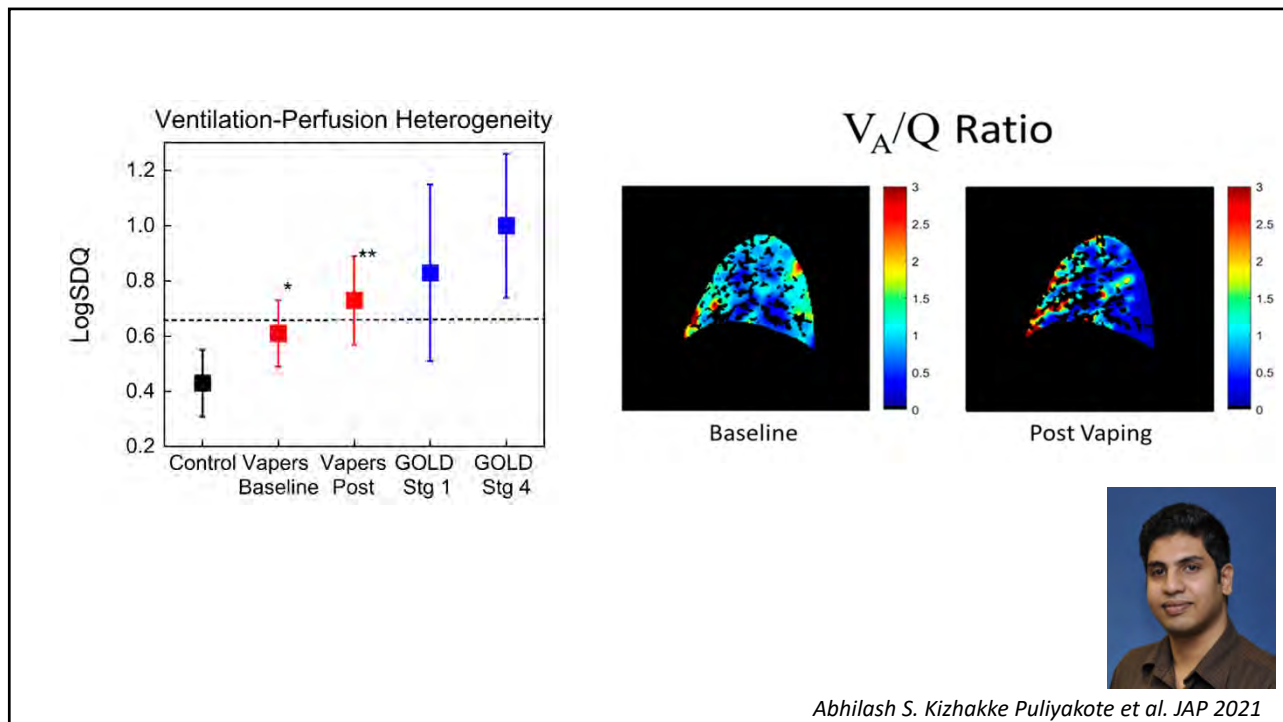 Ventilation-Perfusion Heterogeneity
LogSDQ
1.2
1.0
0.8
0.6
0.4
0.2
*
**
Control Vapers Vapers GOLD GOLD
Baseline Post Stg 1 Stg 4
V_A/Q Ratio
3
2.5
2
1.5
1
0.5
0
Baseline
3
2.5
2
1.5
1
0.5
0
Post Vaping
Abhilash S. Kizhakke Puliyakote et al. JAP 2021